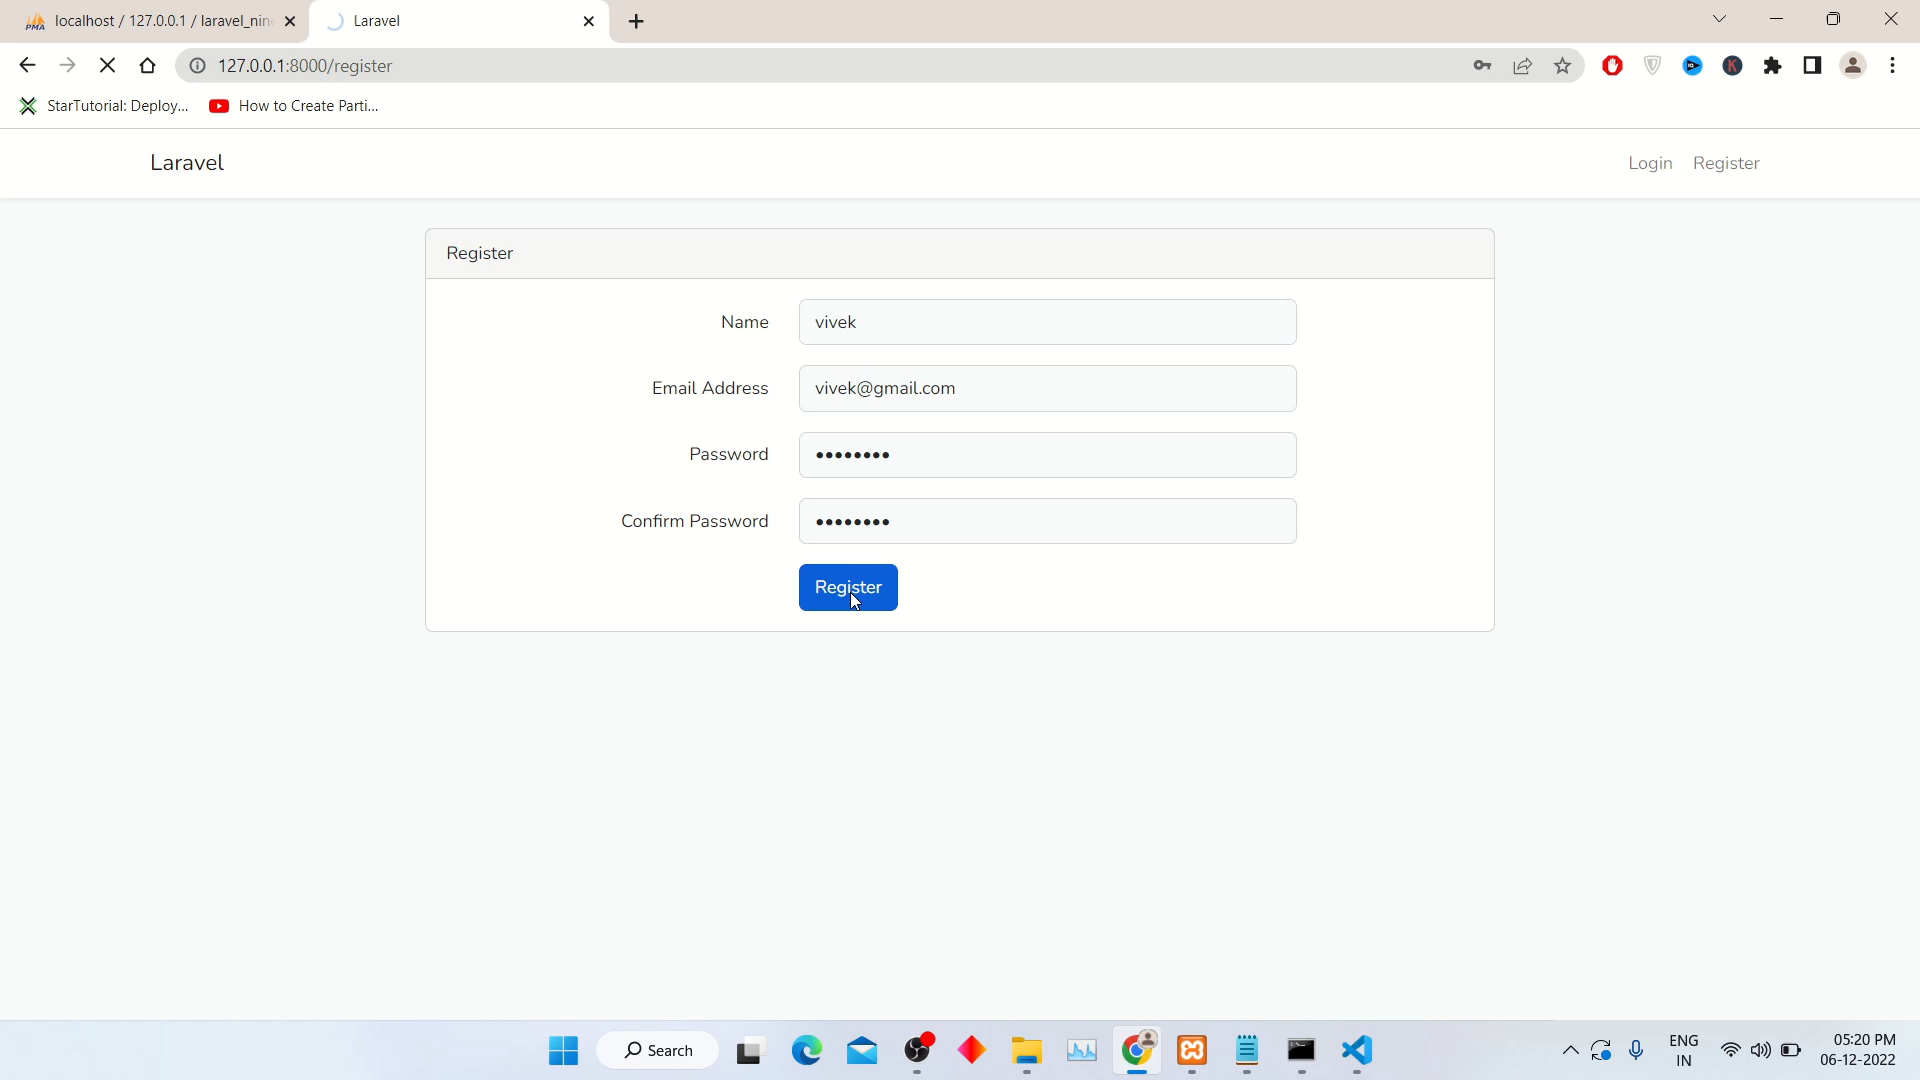 localhost / 127.0.0.1 / laravel_nin
Laravel
127.0.0.1:8000/register
StarTutorial: Deploy...
How to Create Parti...
Laravel
Login
Register
Register
Name
vivek
Email Address
vivek@gmail.com
Password
••••••••
Confirm Password
••••••••
Register
Search
ENG
IN
05:20 PM
06-12-2022